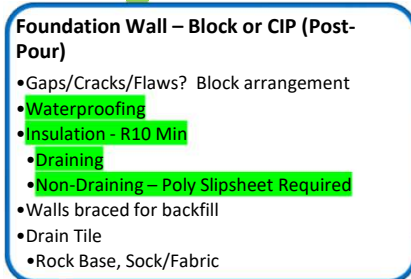 Foundation Wall – Block or CIP (Post-
Pour)
•Gaps/Cracks/Flaws?  Block arrangement
•Waterproofing
•Insulation - R10 Min
•Draining
•Non-Draining – Poly Slipsheet Required
•Walls braced for backfill
•Drain Tile
•Rock Base, Sock/Fabric